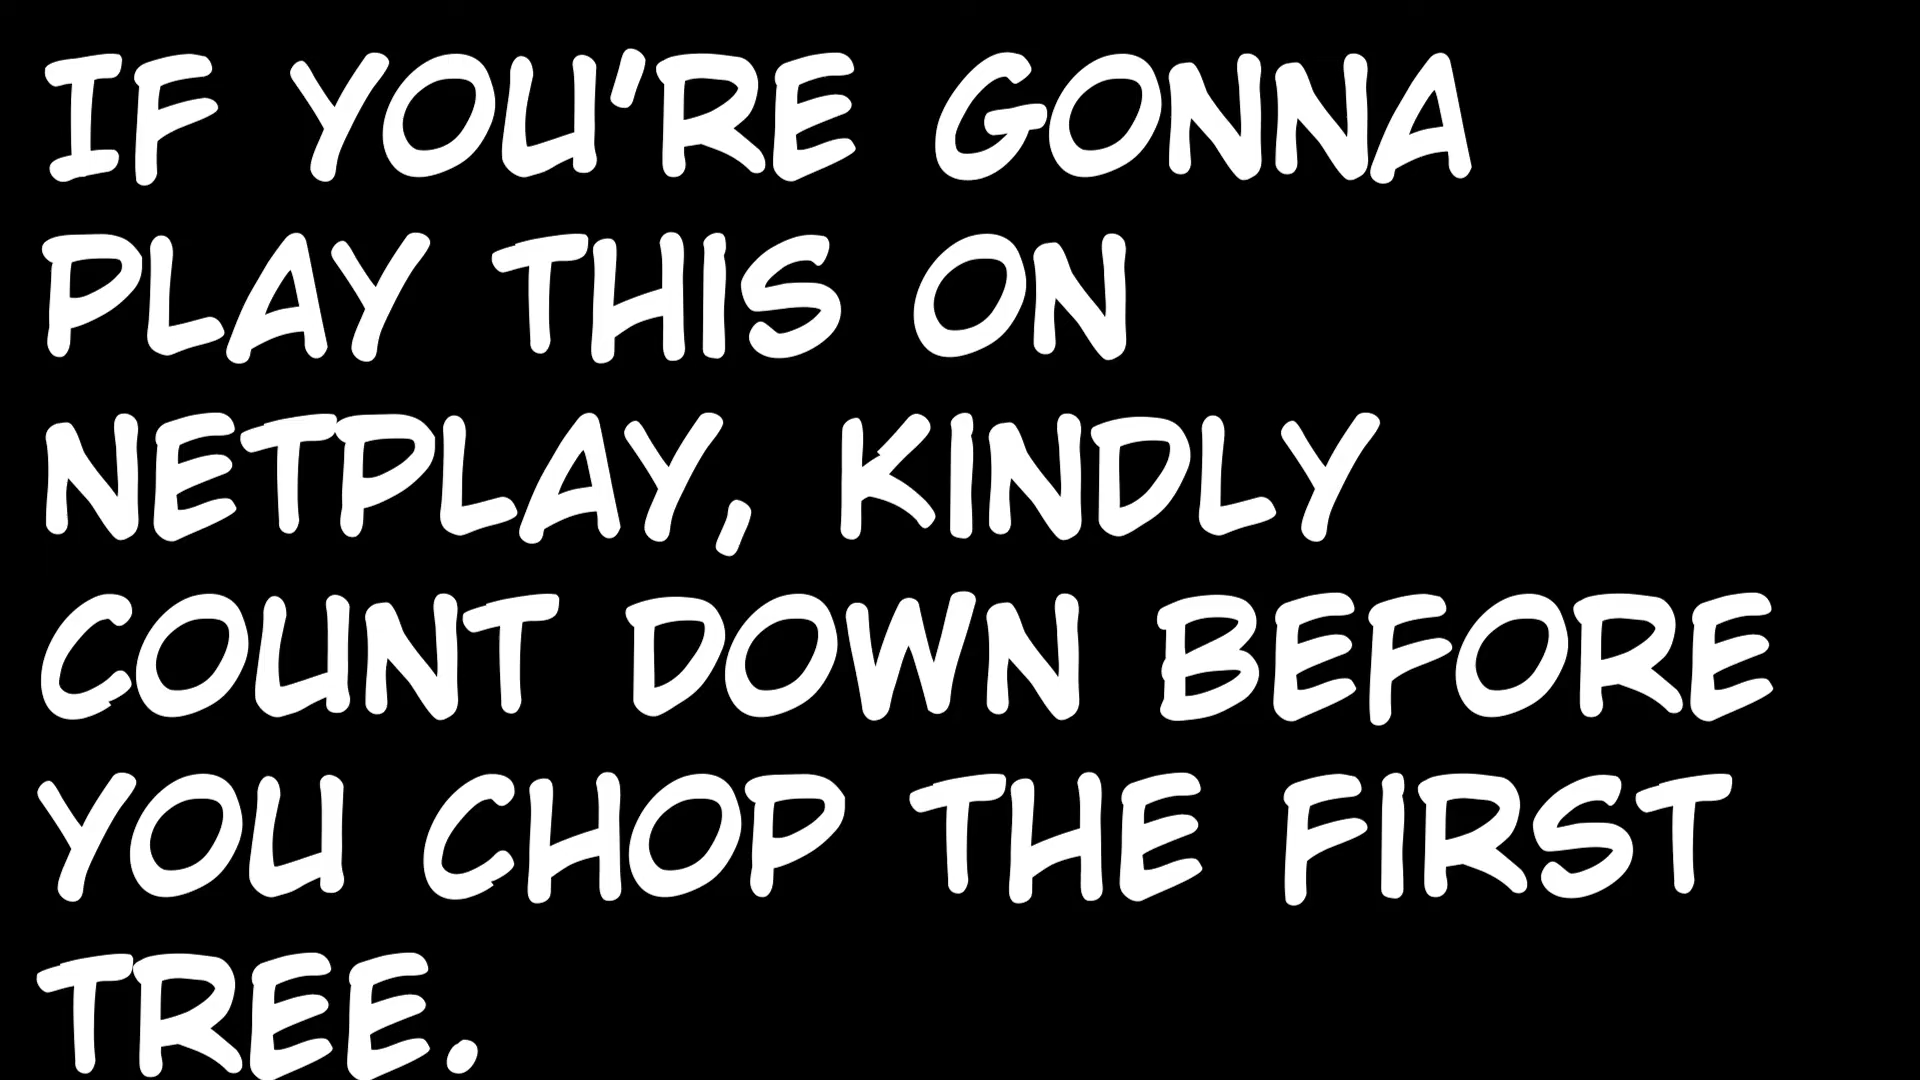 IF YOU'RE GONNA
PLAY THIS ON
NETPLAY, KINDLY
COUNT DOWN BEFORE
YOU CHOP THE FIRST
TREE.